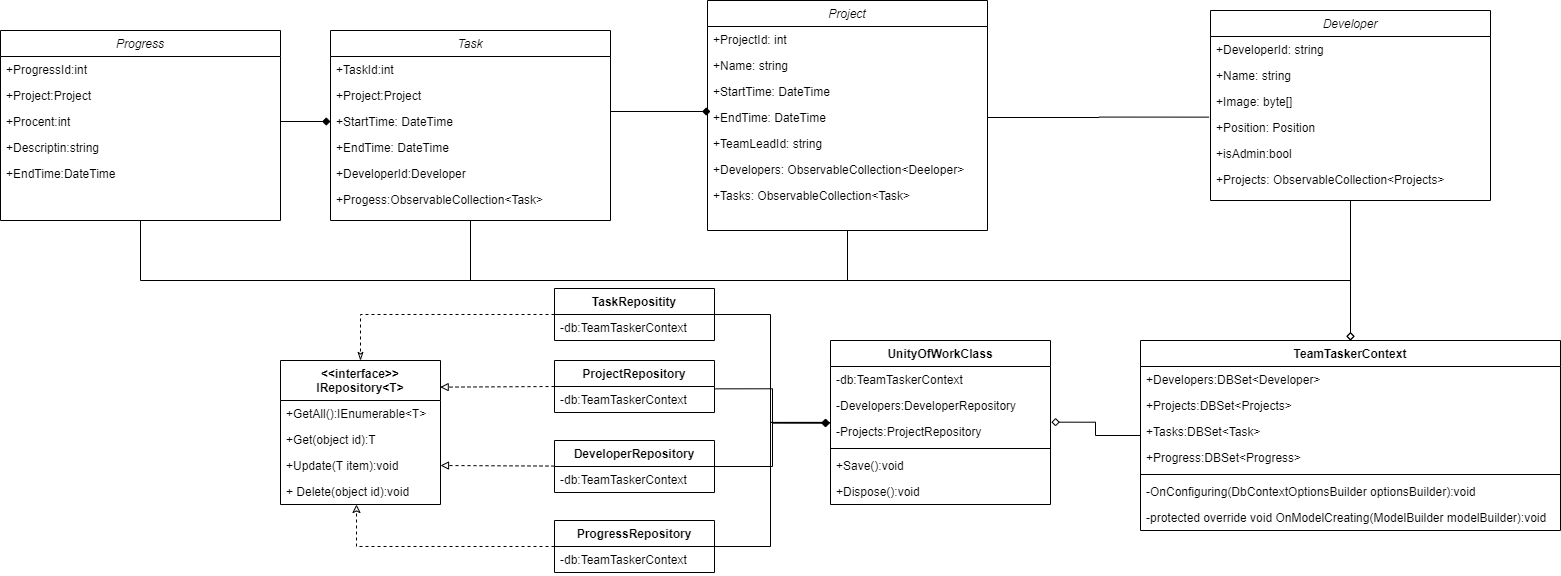 Progress
+ProgressId:int
+Project:Project
+Procent:int
+Descriptin:string
+EndTime:DateTime
Task
+TaskId:int
+Project:Project
+StartTime: DateTime
+EndTime: DateTime
+DeveloperId:Developer
+Progess:ObservableCollection<Task>
Project
+ProjectId: int
+Name: string
+StartTime: DateTime
+EndTime: DateTime
+TeamLeadId: string
+Developers: ObservableCollection<Deeloper>
+Tasks: ObservableCollection<Task>
Developer
+DeveloperId: string
+Name: string
+Image: byte[]
+Position: Position
+isAdmin:bool
+Projects: ObservableCollection<Projects>
<<interface>>
IRepository<T>
+GetAll():IEnumerable<T>
+Get(object id):T
+Update(T item):void
+ Delete(object id):void
TaskRepositity
-db:TeamTaskerContext
ProjectRepository
-db:TeamTaskerContext
DeveloperRepository
-db:TeamTaskerContext
ProgressRepository
-db:TeamTaskerContext
UnityOfWorkClass
-db:TeamTaskerContext
-Developers:DeveloperRepository
-Projects:ProjectRepository
+Save():void
+Dispose():void
TeamTaskerContext
+Developers:DBSet<Developer>
+Projects:DBSet<Projects>
+Tasks:DBSet<Task>
+Progress:DBSet<Progress>
-OnConfiguring(DbContextOptionsBuilder optionsBuilder):void
-protected override void OnModelCreating(ModelBuilder modelBuilder):void